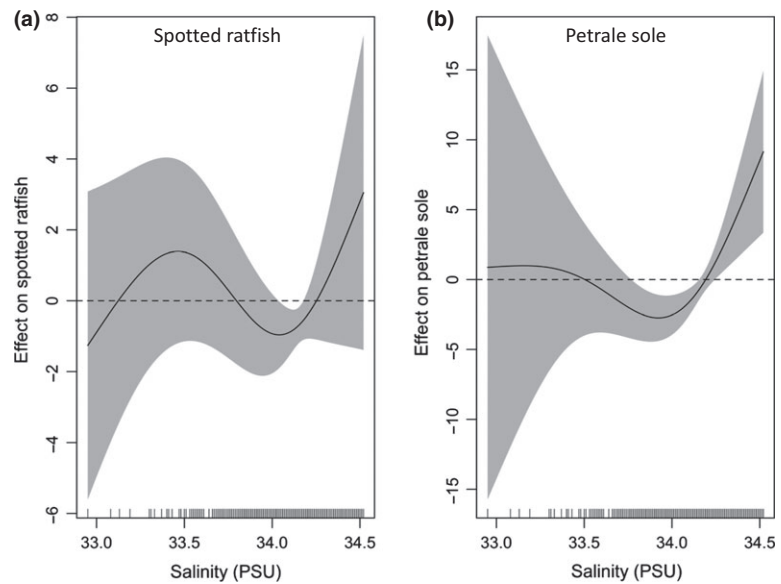 (a)
Spotted ratfish
Effect on spotted ratfish
8
6
4
2
0
-2
-4
-6
33.0 33.5 34.0 34.5
Salinity (PSU)
(b)
Petrale sole
Effect on petrale sole
15
10
5
0
-5
-10
-15
33.0 33.5 34.0 34.5
Salinity (PSU)